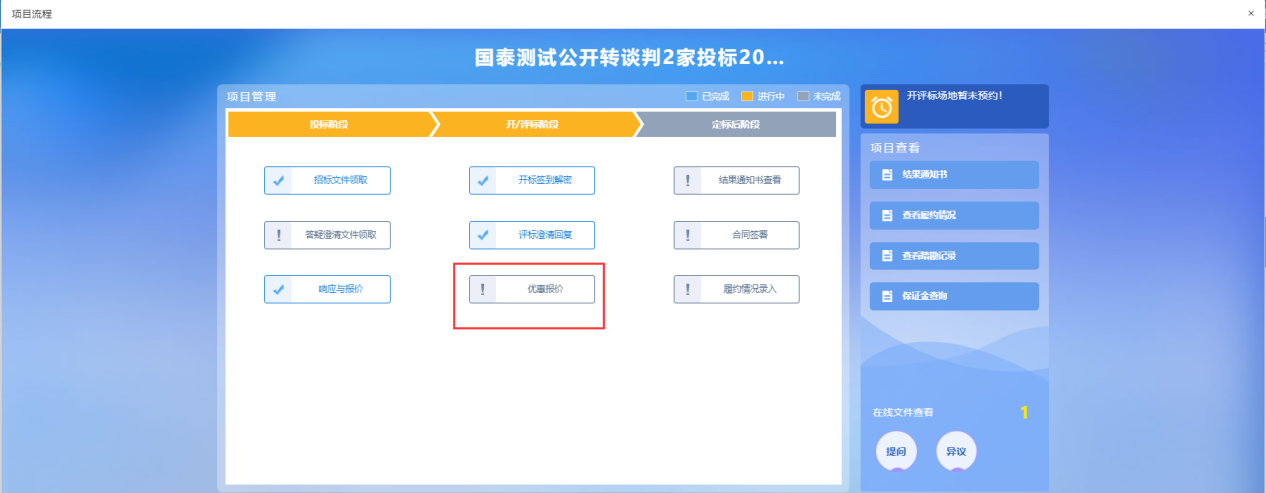 项目流程
×
国泰测试公开转谈判2家投标20...
项目管理
已完成 进行中 未完成
投标阶段 开/评标阶段 定标后阶段
招标文件领取 开标签到解密 结果通知书查看
答疑澄清文件领取 评标澄清回复 合同签署
响应与报价 优惠报价 履约情况录入
开评标场地暂未预约!
项目查看
结果通知书
查看履约情况
查看踏勘记录
保证金查询
在线文件查看 1
提问 异议